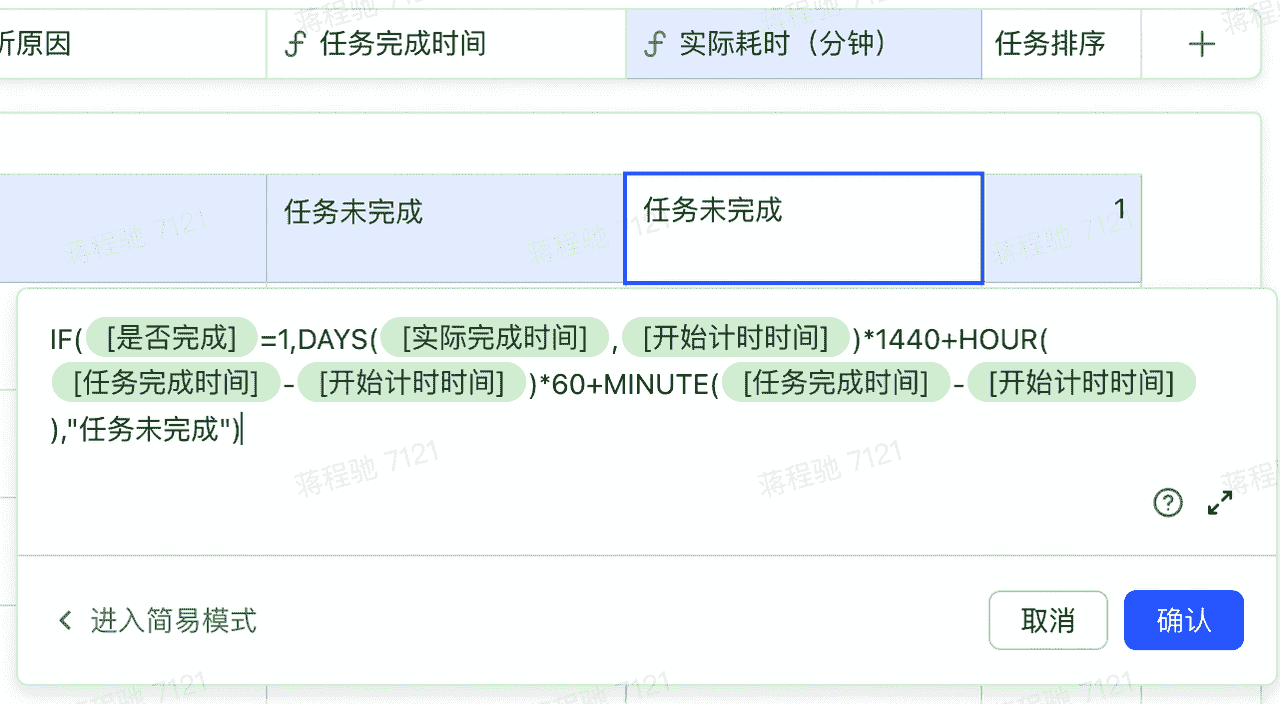 析原因 任务完成时间 实际耗时（分钟） 任务排序
任务未完成 任务未完成 1
IF( [是否完成] =1,DAYS( [实际完成时间] , [开始计时时间] )*1440+HOUR(
[任务完成时间] - [开始计时时间] )*60+MINUTE( [任务完成时间] - [开始计时时间]
),"任务未完成")
进入简易模式 取消 确认
蒋程驰 7121